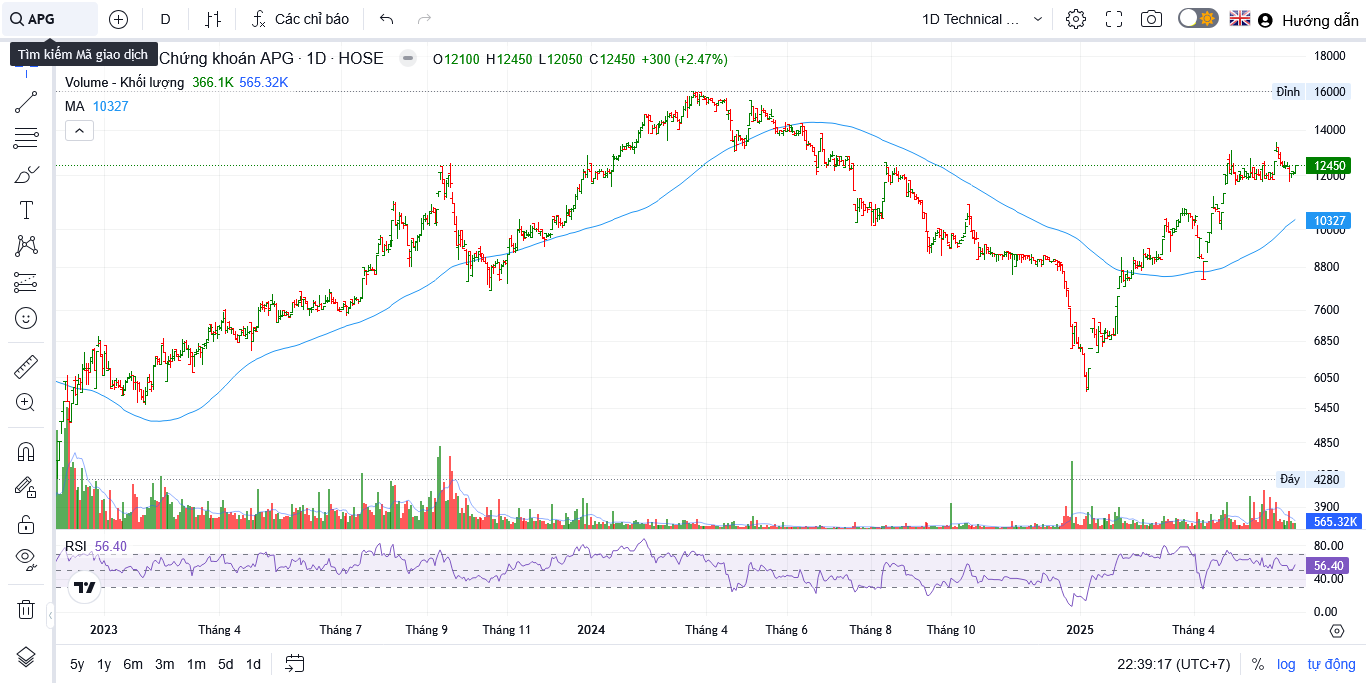 APG
D
Các chỉ báo
1D Technical ...
Hướng dẫn
Tìm kiếm Mã giao dịch
Chứng khoán APG · 1D · HOSE
O12100 H12450 L12050 C12450 +300 (+2.47%)
Volume - Khối lượng 366.1K 565.32K
MA 10327
18000
Đỉnh 16000
14000
12450
12000
10327
10000
8800
7600
6850
6050
5450
4850
Đáy 4280
3900
565.32K
RSI 56.40
80.00
56.40
40.00
0.00
2023 Tháng 4 Tháng 7 Tháng 9 Tháng 11 2024 Tháng 4 Tháng 6 Tháng 8 Tháng 10 2025 Tháng 4
5y 1y 6m 3m 1m 5d 1d
22:39:17 (UTC+7) % log tự động